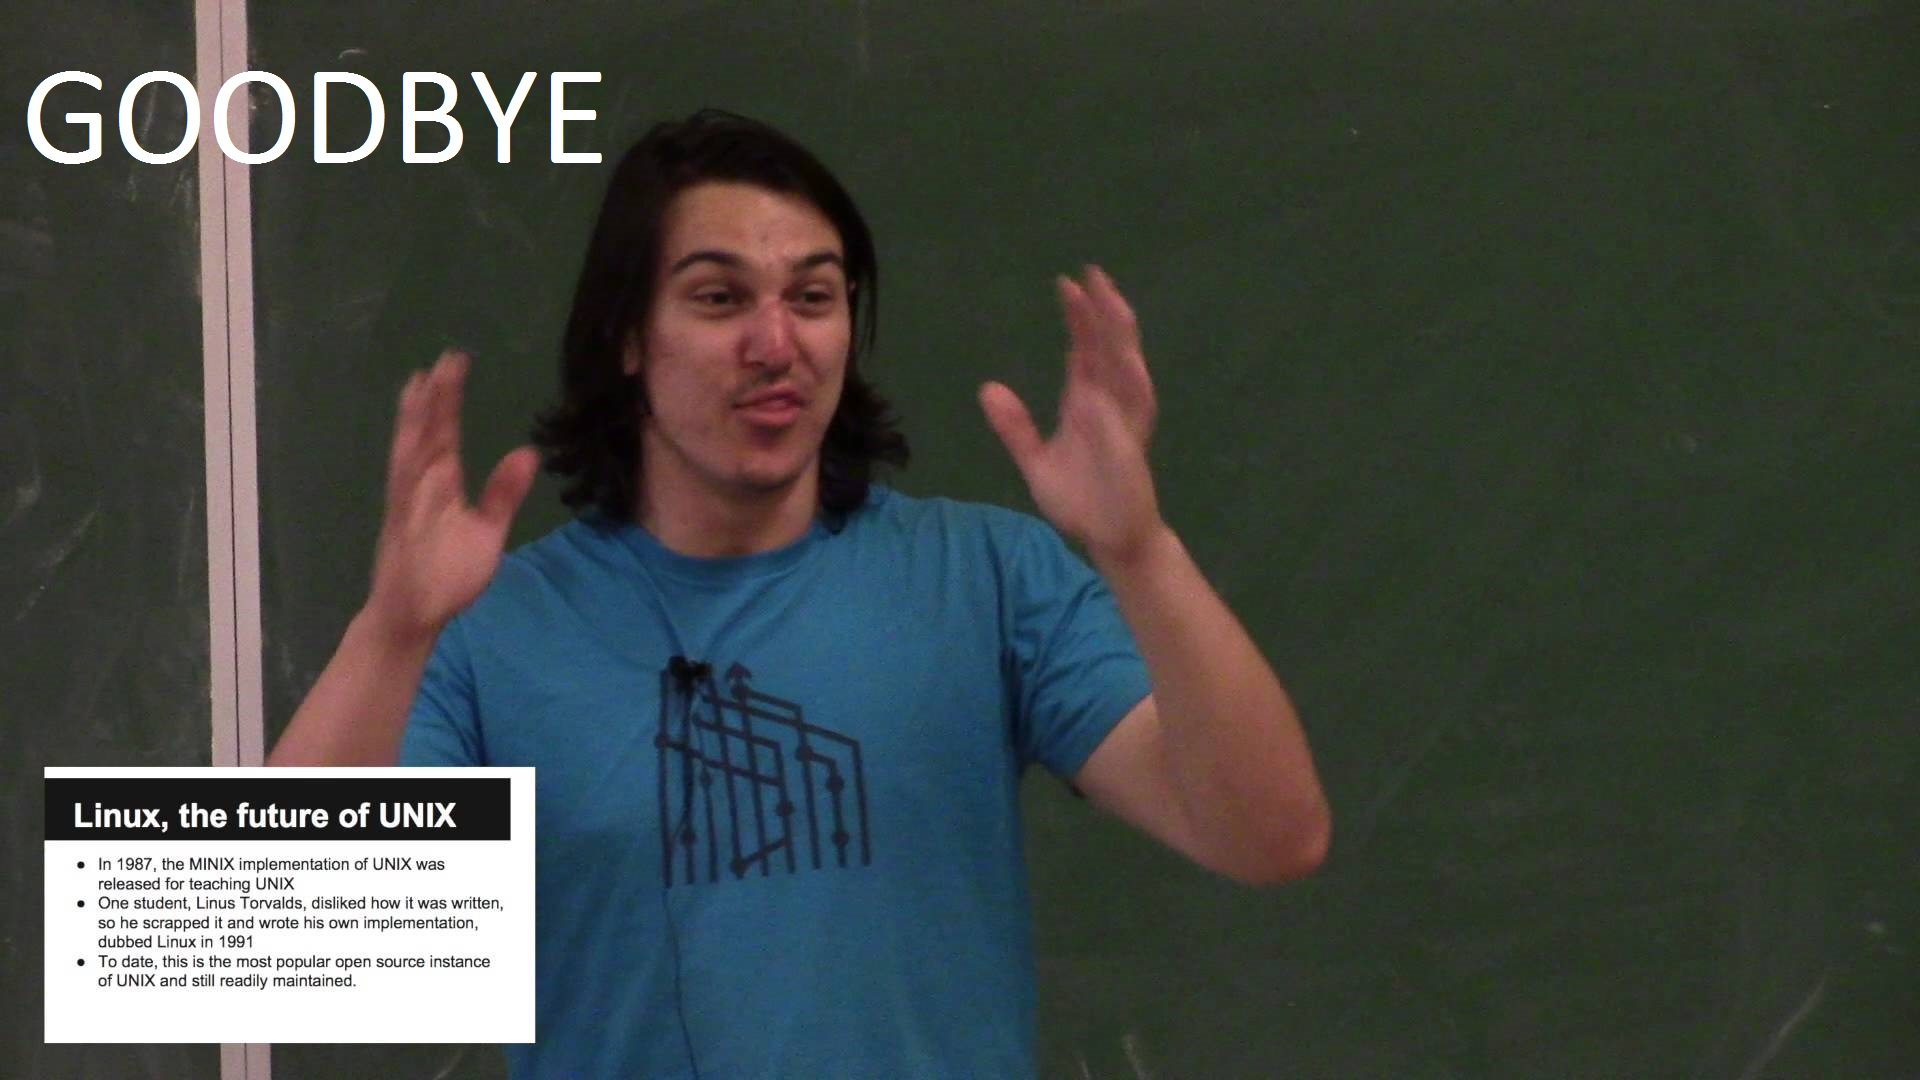 GOODBYE
Linux, the future of UNIX
● In 1987, the MINIX implementation of UNIX was
released for teaching UNIX
● One student, Linus Torvalds, disliked how it was written,
so he scrapped it and wrote his own implementation,
dubbed Linux in 1991
● To date, this is the most popular open source instance
of UNIX and still readily maintained.